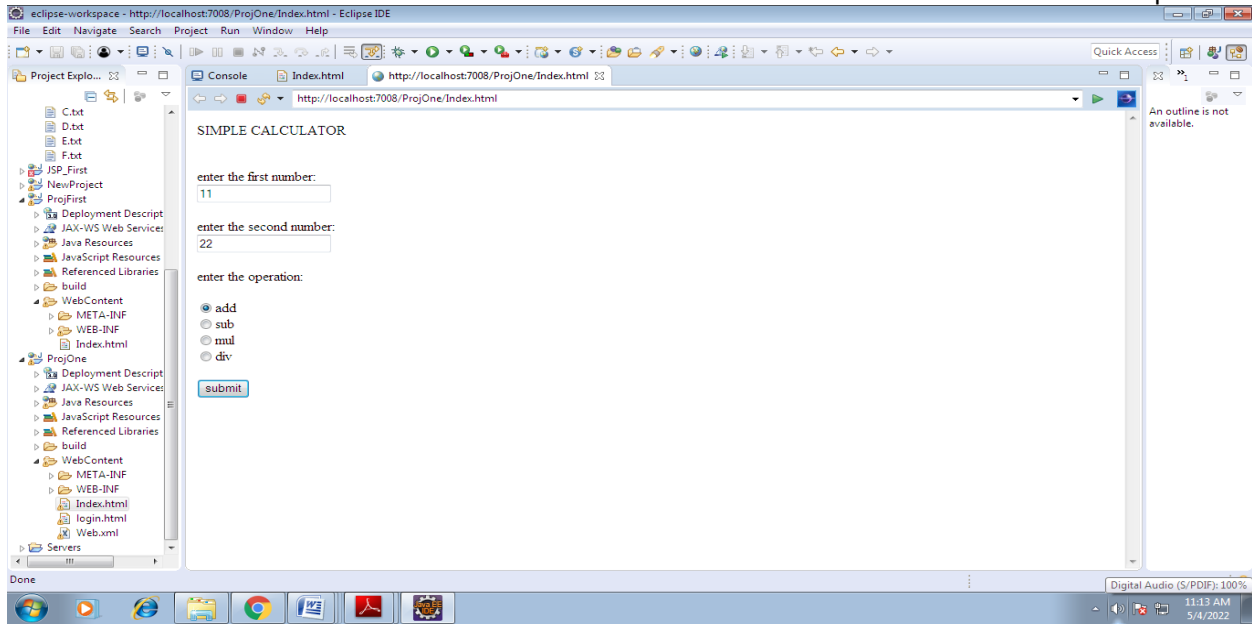 eclipse-workspace - http://localhost:7008/ProjOne/Index.html - Eclipse IDE
File Edit Navigate Search Project Run Window Help
Quick Access
Project Explo...
Console
Index.html
http://localhost:7008/ProjOne/Index.html
http://localhost:7008/ProjOne/Index.html
C.txt
D.txt
E.txt
F.txt
JSP_First
NewProject
ProjFirst
Deployment Descript
JAX-WS Web Services
Java Resources
JavaScript Resources
Referenced Libraries
build
WebContent
META-INF
WEB-INF
Index.html
ProjOne
Deployment Descript
JAX-WS Web Services
Java Resources
JavaScript Resources
Referenced Libraries
build
WebContent
META-INF
WEB-INF
Index.html
login.html
Web.xml
Servers
SIMPLE CALCULATOR
enter the first number:
11
enter the second number:
22
enter the operation:
add
sub
mul
div
submit
An outline is not
available.
Done
Digital Audio (S/PDIF): 100%
11:13 AM
5/4/2022